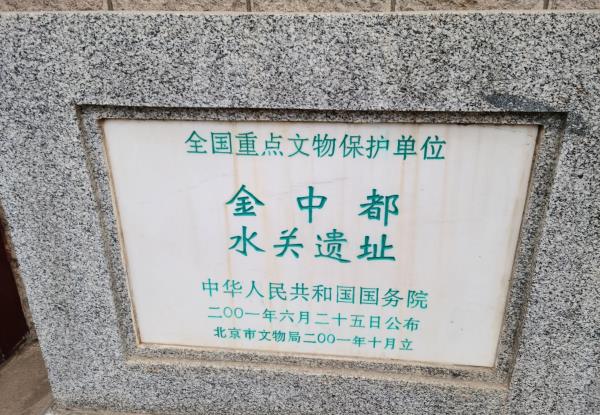 全国重点文物保护单位
金中都
水关遗址
中华人民共和国国务院
二〇〇一年六月二十五日公布
北京市文物局二〇〇一年十月立